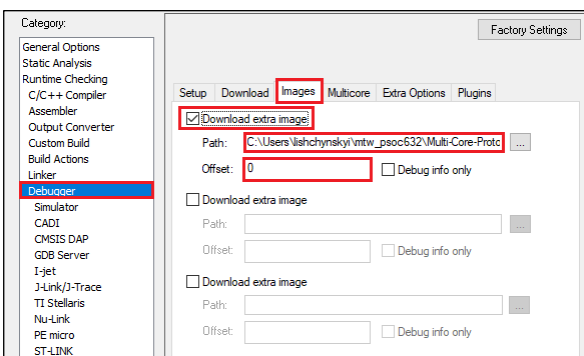 Category:
Factory Settings
General Options
Static Analysis
Runtime Checking
C/C++ Compiler
Assembler
Output Converter
Custom Build
Build Actions
Linker
Debugger
Simulator
CADI
CMSIS DAP
GDB Server
I-jet
J-Link/J-Trace
TI Stellaris
Nu-Link
PE micro
ST-LINK
Setup Download Images Multicore Extra Options Plugins
Download extra image
Path: C:\Users\lishchynskyi\mtw_psoc632\Multi-Core-Protc ...
Offset: 0 Debug info only
Download extra image
Path: ...
Offset: Debug info only
Download extra image
Path: ...
Offset: Debug info only